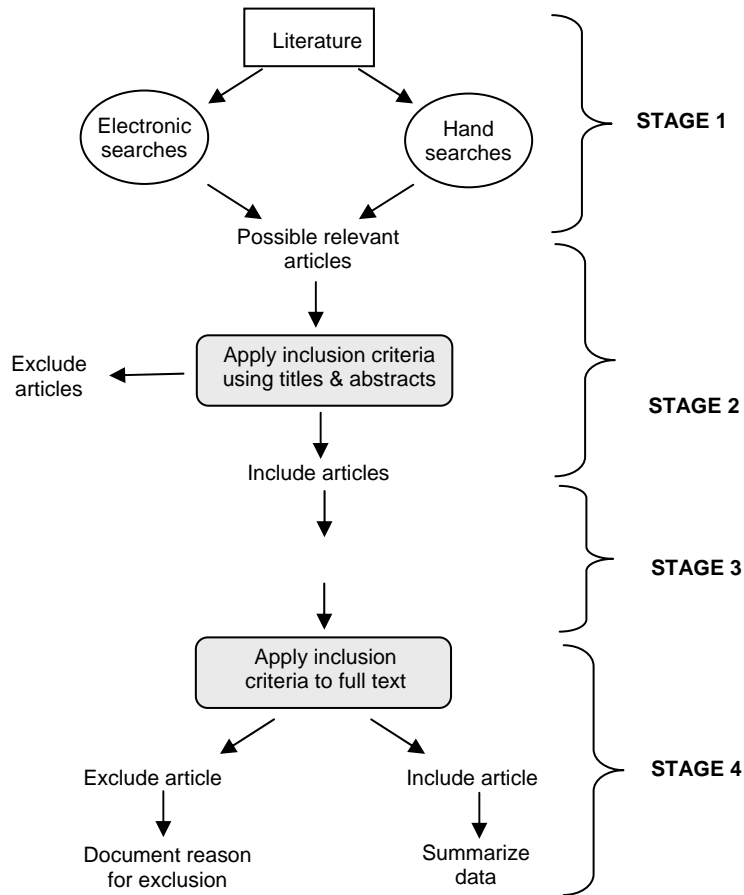 Literature
Electronic
searches
Hand
searches
STAGE 1
Possible relevant
articles
Exclude
articles
Apply inclusion criteria
using titles & abstracts
STAGE 2
Include articles
STAGE 3
Apply inclusion
criteria to full text
Exclude article
Include article
STAGE 4
Document reason
for exclusion
Summarize
data